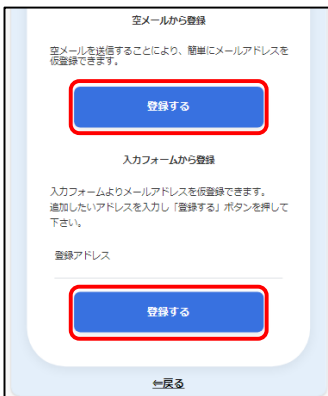 空メールから登録
空メールを送信することにより、簡単にメールアドレスを
仮登録できます。
登録する
入力フォームから登録
入力フォームよりメールアドレスを仮登録できます。
追加したいアドレスを入力し「登録する」ボタンを押して
下さい。
登録アドレス
登録する
⇐戻る